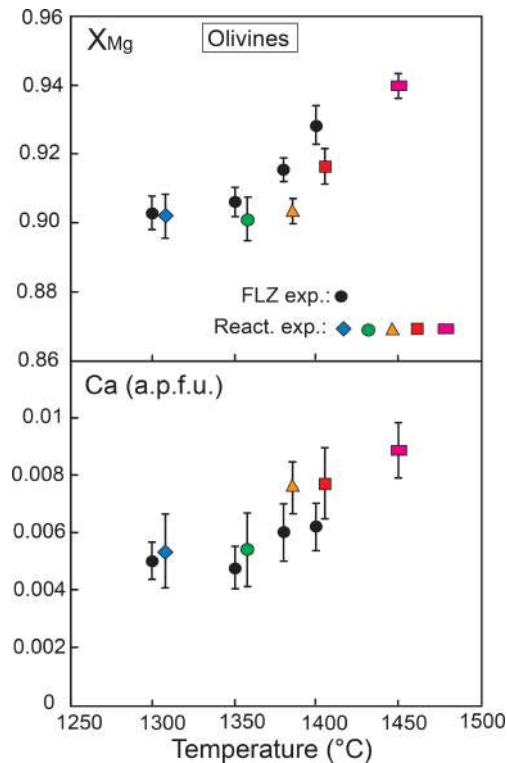 0.96
XMg
Olivines
0.94
0.92
0.90
0.88
FLZ exp.:
React. exp.:
0.86
Ca (a.p.f.u.)
0.01
0.008
0.006
0.004
0.002
0
1250 1300 1350 1400 1450 1500
Temperature (°C)